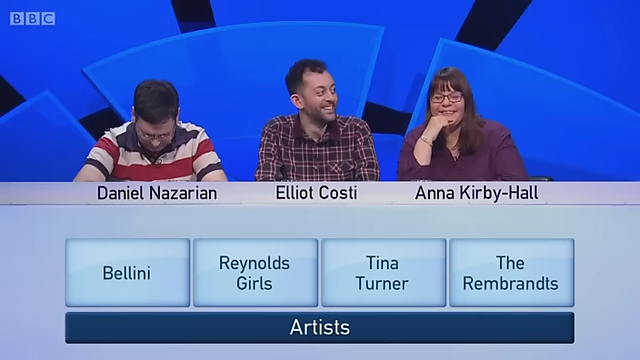 BBC
Daniel Nazarian
Elliot Costi
Anna Kirby-Hall
Bellini
Reynolds
Girls
Tina
Turner
The
Rembrandts
Artists